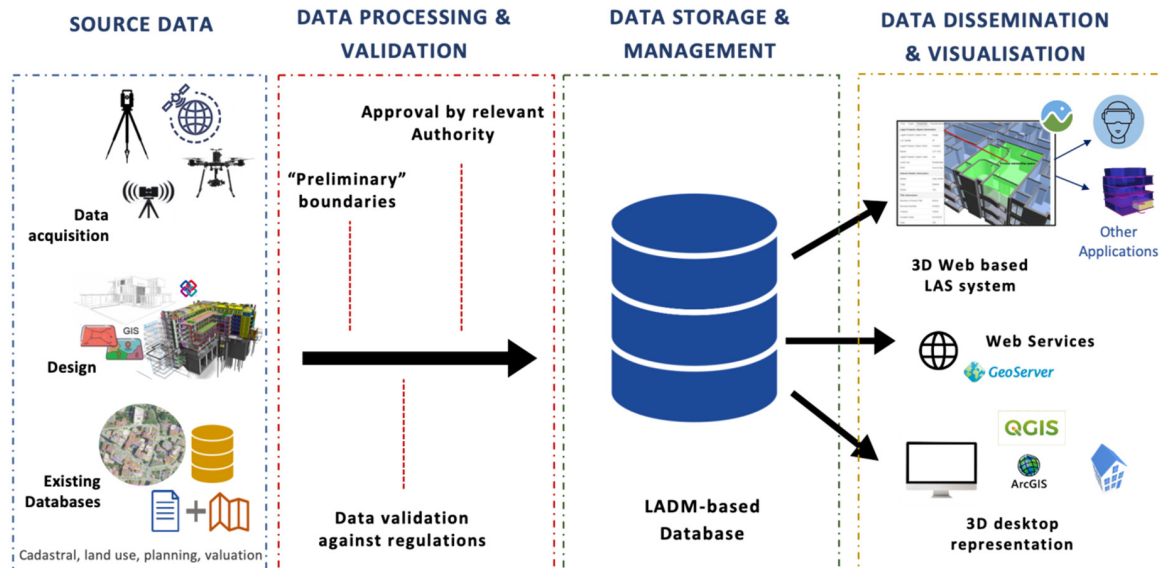 SOURCE DATA
DATA PROCESSING &
VALIDATION
DATA STORAGE &
MANAGEMENT
DATA DISSEMINATION
& VISUALISATION
Data
acquisition
GIS
Design
Existing
Databases
Cadastral, land use, planning, valuation
Approval by relevant
Authority
“Preliminary”
boundaries
Data validation
against regulations
LADM-based
Database
Other
Applications
3D Web based
LAS system
Web Services
GeoServer
QGIS
ArcGIS
3D desktop
representation